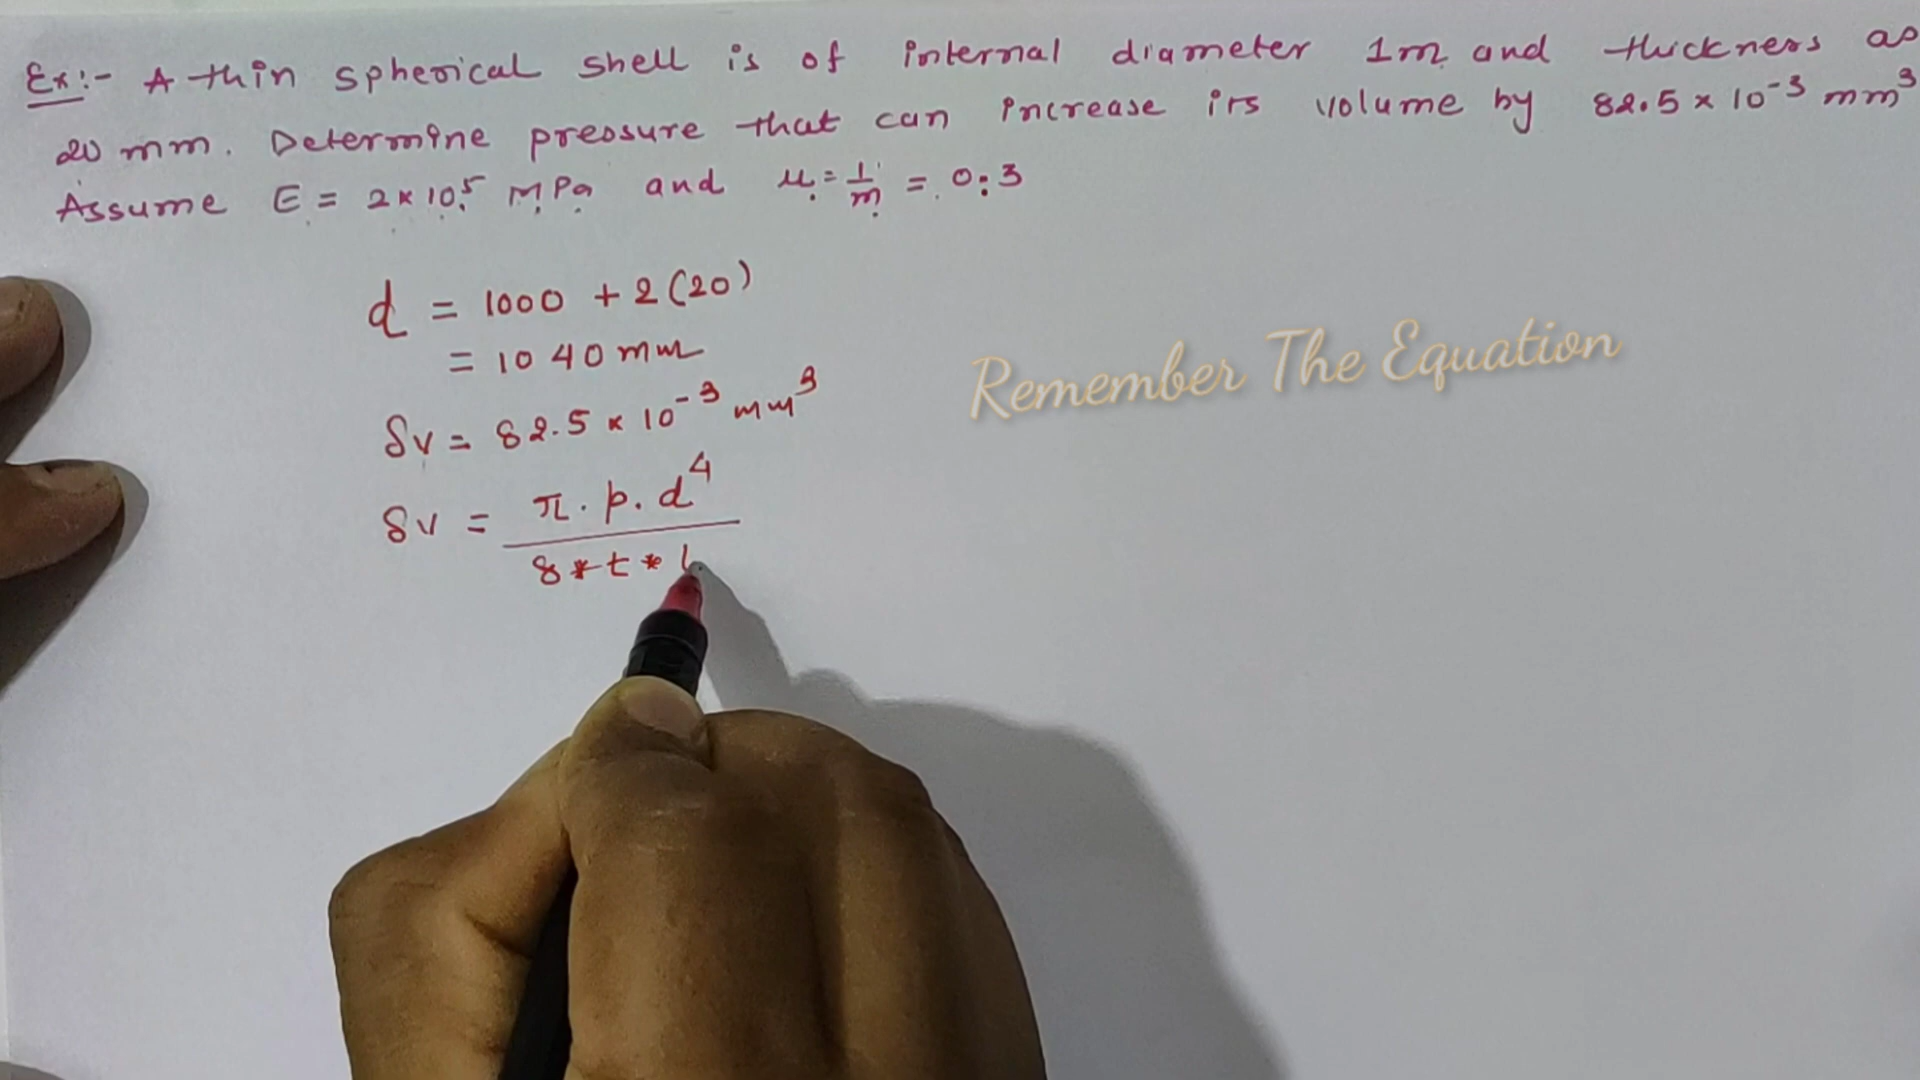 Ex:- A thin spherical shell is of internal diameter 1m and thickness as
20 mm. Determine pressure that can increase its volume by 82.5 × 10⁻³ mm³
Assume E = 2×10⁵ MPa and μ = 1/m = 0.3
d = 1000 + 2(20)
= 1040 mm
Remember The Equation
δv = 82.5 × 10⁻³ mm³
δv = π.p.d⁴
8*t*